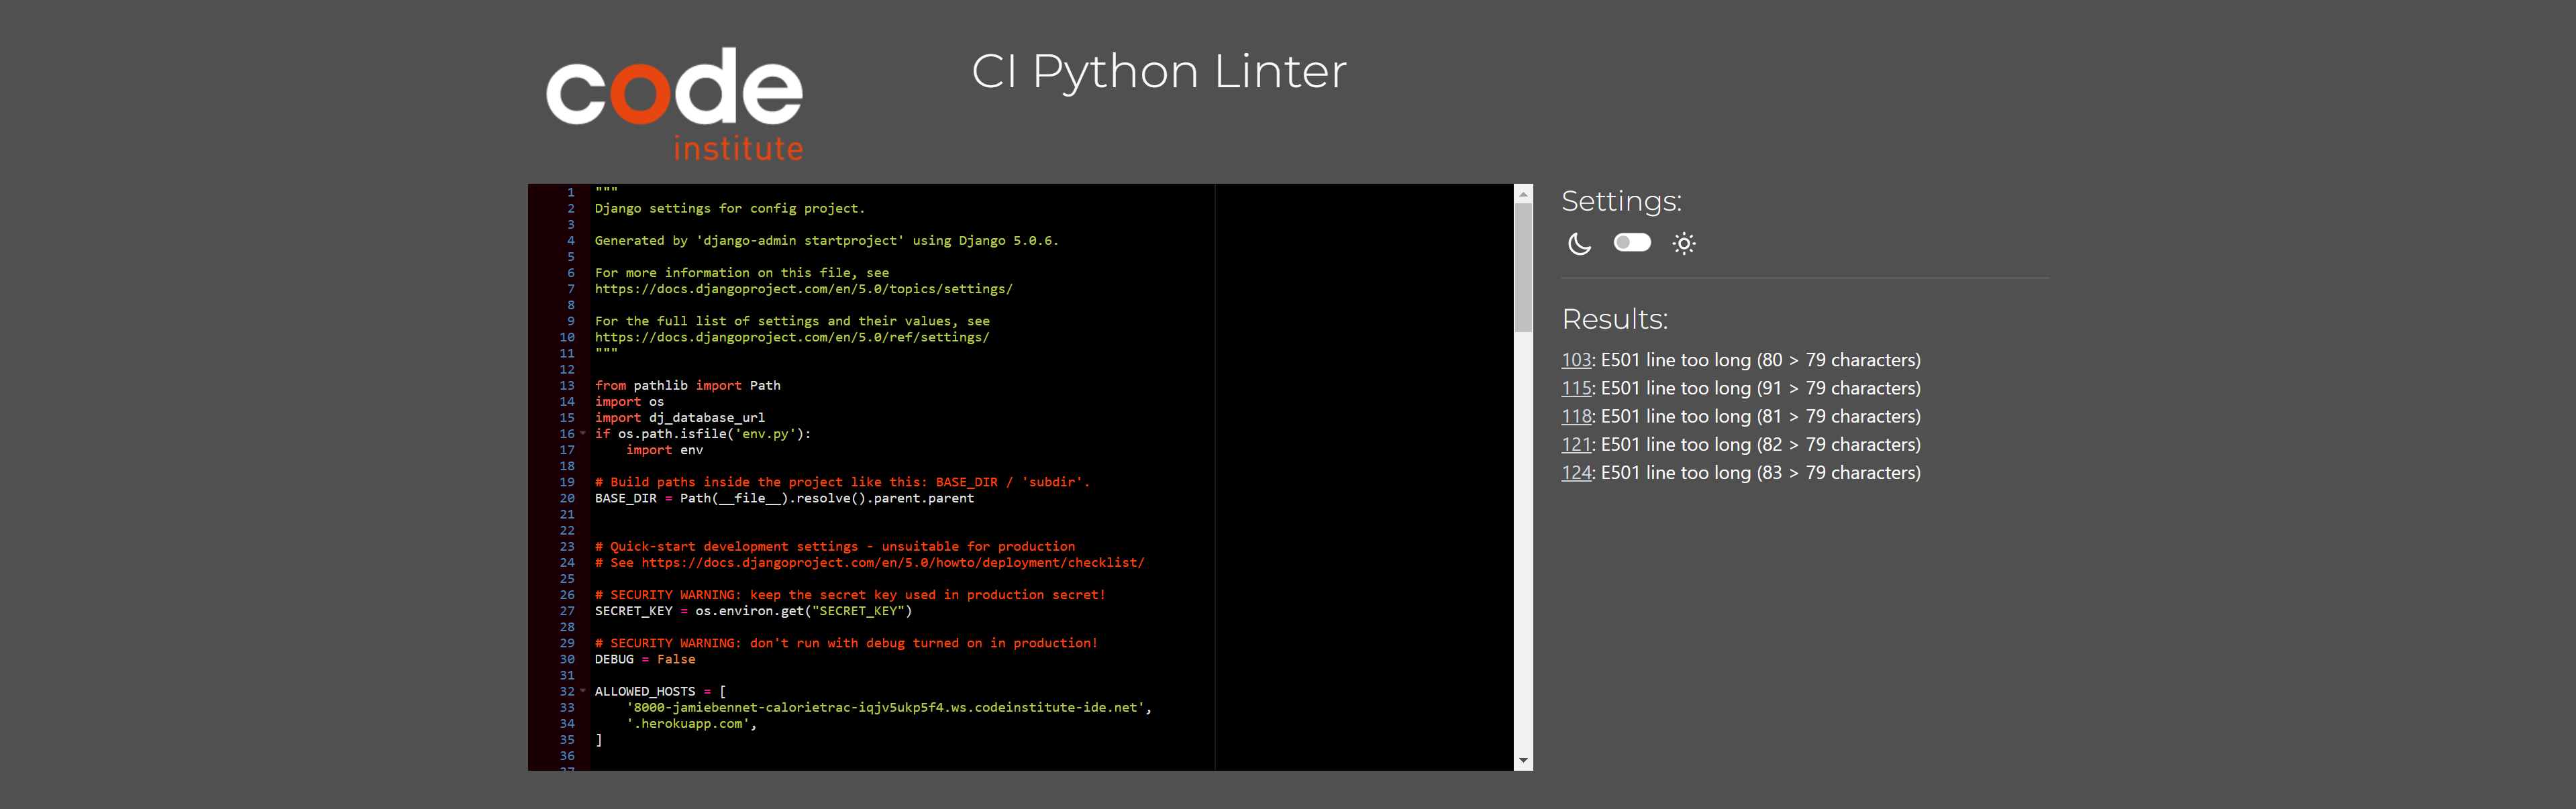 code
institute
CI Python Linter
1 """
2 Django settings for config project.
3
4 Generated by 'django-admin startproject' using Django 5.0.6.
5
6 For more information on this file, see
7 https://docs.djangoproject.com/en/5.0/topics/settings/
8
9 For the full list of settings and their values, see
10 https://docs.djangoproject.com/en/5.0/ref/settings/
11 """
12
13 from pathlib import Path
14 import os
15 import dj_database_url
16 if os.path.isfile('env.py'):
17     import env
18
19 # Build paths inside the project like this: BASE_DIR / 'subdir'.
20 BASE_DIR = Path(__file__).resolve().parent.parent
21
22
23 # Quick-start development settings - unsuitable for production
24 # See https://docs.djangoproject.com/en/5.0/howto/deployment/checklist/
25
26 # SECURITY WARNING: keep the secret key used in production secret!
27 SECRET_KEY = os.environ.get("SECRET_KEY")
28
29 # SECURITY WARNING: don't run with debug turned on in production!
30 DEBUG = False
31
32 ALLOWED_HOSTS = [
33     '8000-jamiebennet-calorietrac-iqjv5ukp5f4.ws.codeinstitute-ide.net',
34     '.herokuapp.com',
35 ]
36
37
Settings:
Results:
103: E501 line too long (80 > 79 characters)
115: E501 line too long (91 > 79 characters)
118: E501 line too long (81 > 79 characters)
121: E501 line too long (82 > 79 characters)
124: E501 line too long (83 > 79 characters)